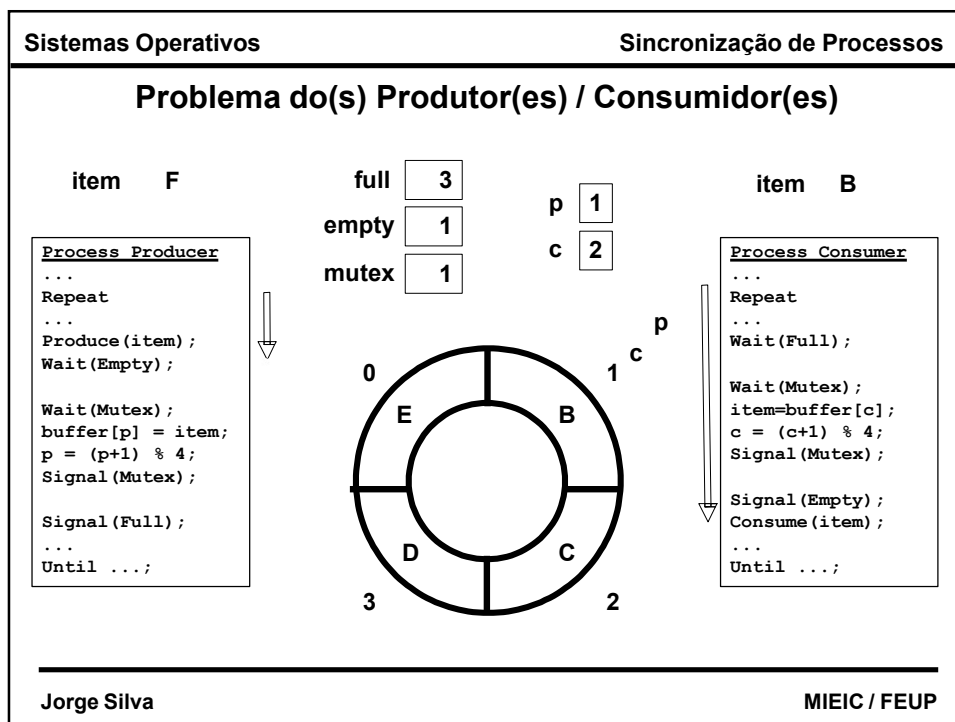 Sistemas Operativos
Sincronização de Processos
Problema do(s) Produtor(es) / Consumidor(es)
item F
full 3
empty 1
mutex 1
p 1
c 2
item B
Process Producer
...
Repeat
...
Produce(item);
Wait(Empty);
Wait(Mutex);
buffer[p] = item;
p = (p+1) % 4;
Signal(Mutex);
Signal(Full);
...
Until ...;
p
c
0
1
E
B
D
C
3
2
Process Consumer
...
Repeat
...
Wait(Full);
Wait(Mutex);
item=buffer[c];
c = (c+1) % 4;
Signal(Mutex);
Signal(Empty);
Consume(item);
...
Until ...;
Jorge Silva
MIEIC / FEUP